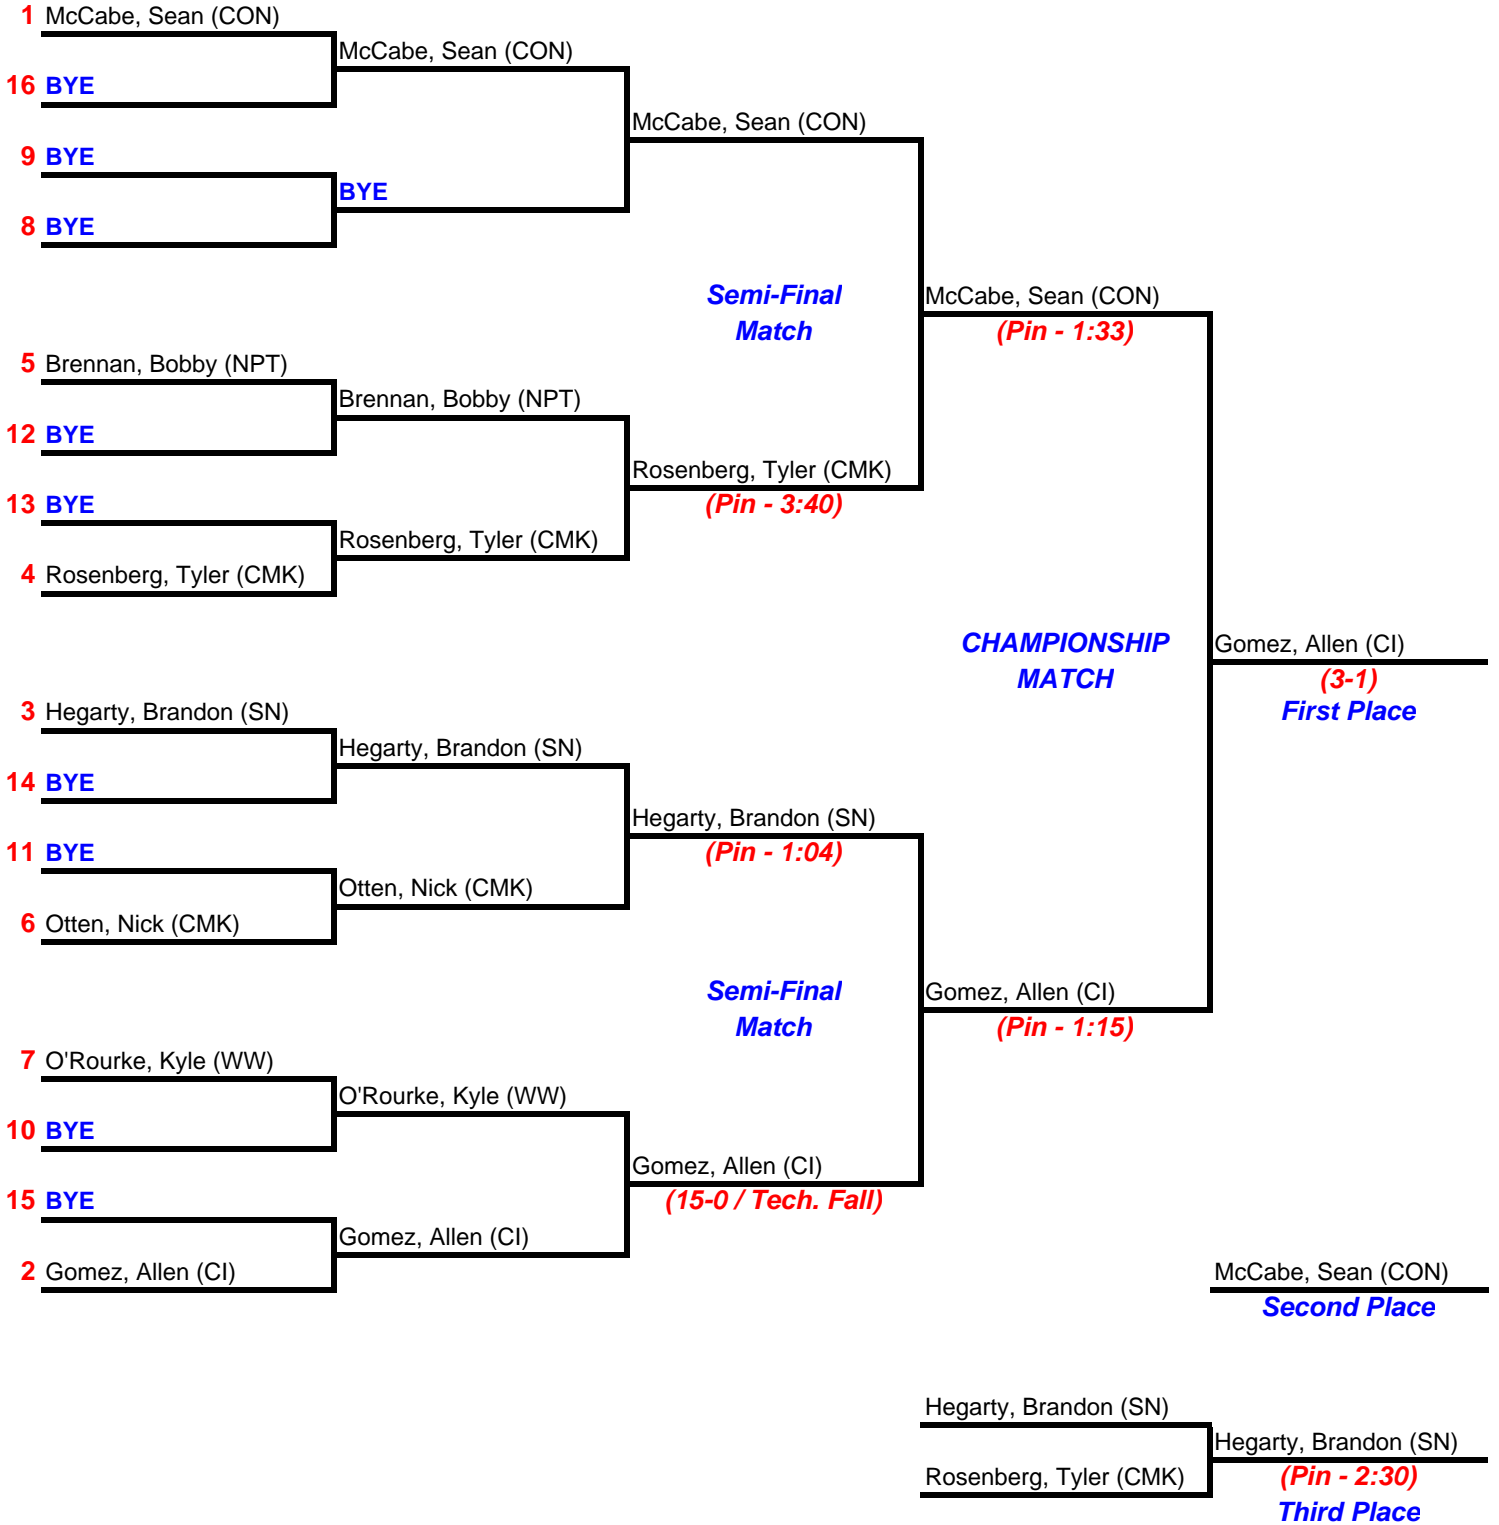 1 McCabe, Sean (CON)
McCabe, Sean (CON)
16 BYE
McCabe, Sean (CON)
9 BYE
BYE
8 BYE
Semi-Final
Match
McCabe, Sean (CON)
(Pin - 1:33)
5 Brennan, Bobby (NPT)
Brennan, Bobby (NPT)
12 BYE
Rosenberg, Tyler (CMK)
(Pin - 3:40)
13 BYE
Rosenberg, Tyler (CMK)
4 Rosenberg, Tyler (CMK)
CHAMPIONSHIP
MATCH
Gomez, Allen (CI)
(3-1)
First Place
3 Hegarty, Brandon (SN)
Hegarty, Brandon (SN)
14 BYE
Hegarty, Brandon (SN)
(Pin - 1:04)
11 BYE
Otten, Nick (CMK)
6 Otten, Nick (CMK)
Semi-Final
Match
Gomez, Allen (CI)
(Pin - 1:15)
7 O'Rourke, Kyle (WW)
O'Rourke, Kyle (WW)
10 BYE
Gomez, Allen (CI)
(15-0 / Tech. Fall)
15 BYE
Gomez, Allen (CI)
2 Gomez, Allen (CI)
McCabe, Sean (CON)
Second Place
Hegarty, Brandon (SN)
Hegarty, Brandon (SN)
Rosenberg, Tyler (CMK)
(Pin - 2:30)
Third Place